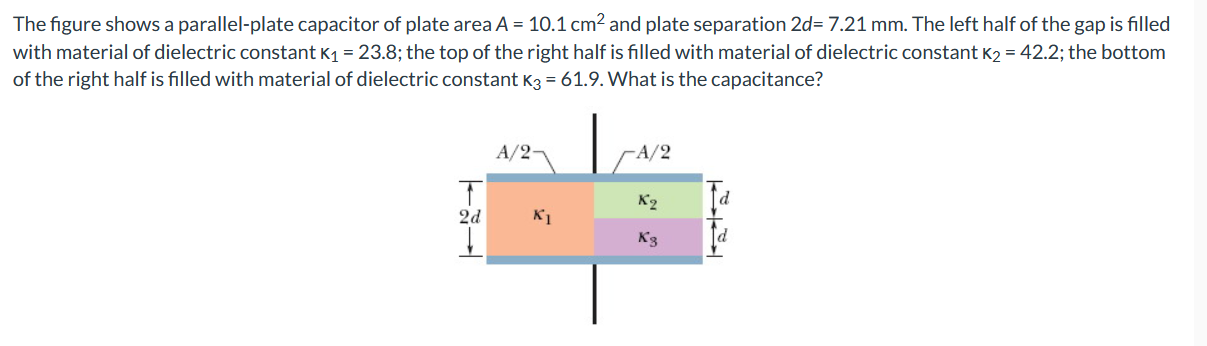 The figure shows a parallel-plate capacitor of plate area A = 10.1 cm² and plate separation 2d= 7.21 mm. The left half of the gap is filled
with material of dielectric constant κ₁ = 23.8; the top of the right half is filled with material of dielectric constant κ₂ = 42.2; the bottom
of the right half is filled with material of dielectric constant κ₃ = 61.9. What is the capacitance?
A/2
A/2
κ₂
d
2d
κ₁
κ₃
d